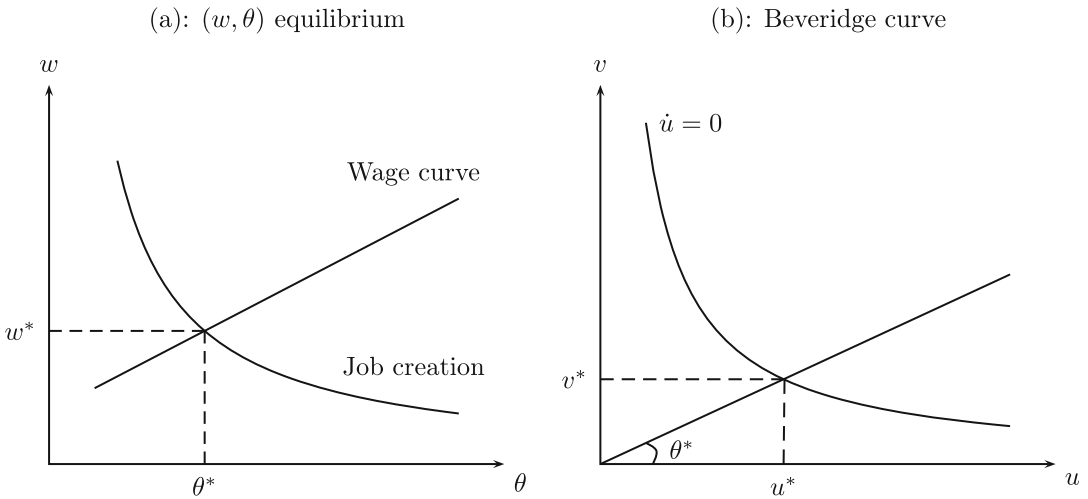 (a): (w, θ) equilibrium
w
Wage curve
Job creation
w*
θ*
θ
(b): Beveridge curve
v
u̇ = 0
v*
θ*
u*
u